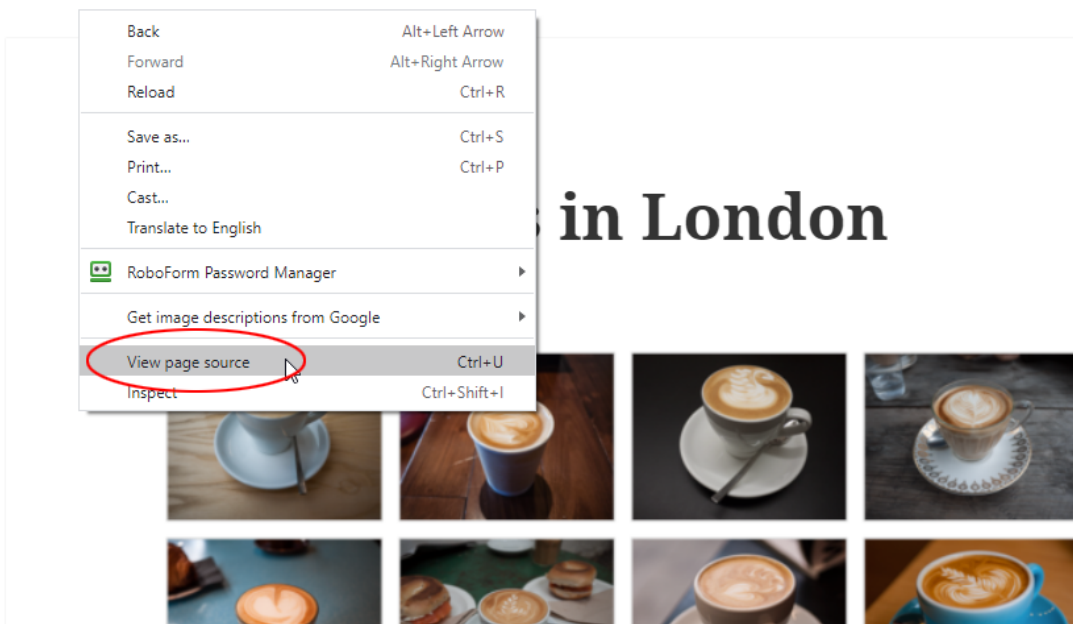 Back Alt+Left Arrow
Forward Alt+Right Arrow
Reload Ctrl+R
Save as... Ctrl+S
Print... Ctrl+P
Cast...
Translate to English
in London
RoboForm Password Manager
Get image descriptions from Google
View page source Ctrl+U
Inspect Ctrl+Shift+I